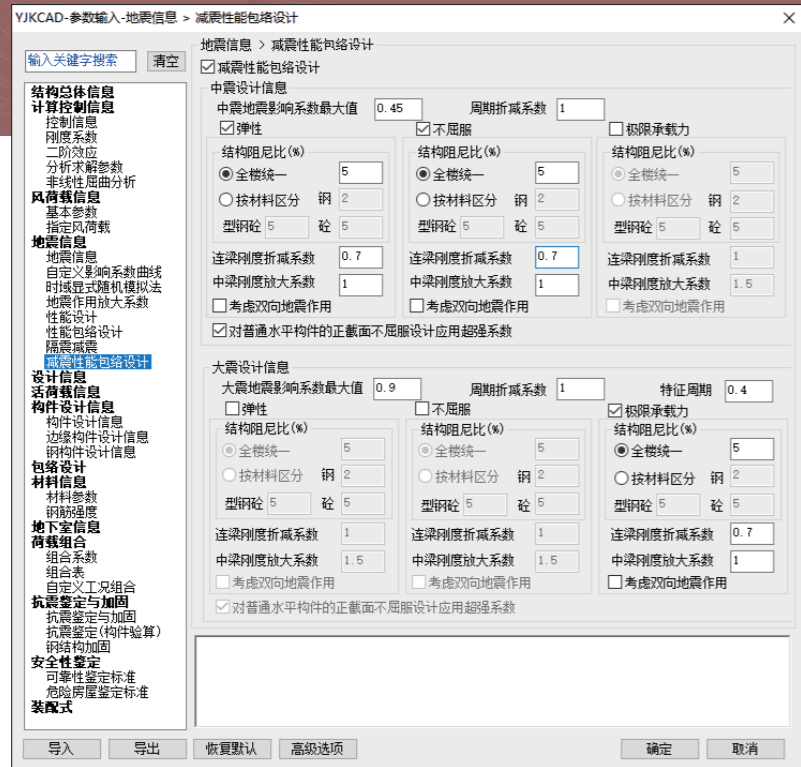 YJKCAD-参数输入-地震信息 > 减震性能包络设计
输入关键字搜索 清空
结构总体信息
计算控制信息
控制信息
刚度系数
二阶效应
分析求解参数
非线性屈曲分析
风荷载信息
基本参数
指定风荷载
地震信息
地震信息
自定义影响系数曲线
时域显式随机模拟法
地震作用放大系数
性能设计
性能包络设计
隔震减震
减震性能包络设计
设计信息
活荷载信息
构件设计信息
构件设计信息
边缘构件设计信息
钢构件设计信息
包络设计
材料信息
材料参数
钢筋强度
地下室信息
荷载组合
组合系数
组合表
自定义工况组合
抗震鉴定与加固
抗震鉴定与加固
抗震鉴定(构件验算)
钢结构加固
安全性鉴定
可靠性鉴定标准
危险房屋鉴定标准
装配式
地震信息 > 减震性能包络设计
减震性能包络设计
中震设计信息
中震地震影响系数最大值 0.45 周期折减系数 1
弹性 不屈服 极限承载力
结构阻尼比(%) 结构阻尼比(%) 结构阻尼比(%)
全楼统一 5 全楼统一 5 全楼统一 5
按材料区分 钢 2 按材料区分 钢 2 按材料区分 钢 2
型钢砼 5 砼 5 型钢砼 5 砼 5 型钢砼 5 砼 5
连梁刚度折减系数 0.7 连梁刚度折减系数 0.7 连梁刚度折减系数 1
中梁刚度放大系数 1 中梁刚度放大系数 1 中梁刚度放大系数 1.5
考虑双向地震作用 考虑双向地震作用 考虑双向地震作用
对普通水平构件的正截面不屈服设计应用超强系数
大震设计信息
大震地震影响系数最大值 0.9 周期折减系数 1 特征周期 0.4
弹性 不屈服 极限承载力
结构阻尼比(%) 结构阻尼比(%) 结构阻尼比(%)
全楼统一 5 全楼统一 5 全楼统一 5
按材料区分 钢 2 按材料区分 钢 2 按材料区分 钢 2
型钢砼 5 砼 5 型钢砼 5 砼 5 型钢砼 5 砼 5
连梁刚度折减系数 1 连梁刚度折减系数 1 连梁刚度折减系数 0.7
中梁刚度放大系数 1.5 中梁刚度放大系数 1.5 中梁刚度放大系数 1
考虑双向地震作用 考虑双向地震作用 考虑双向地震作用
对普通水平构件的正截面不屈服设计应用超强系数
导入 导出 恢复默认 高级选项 确定 取消